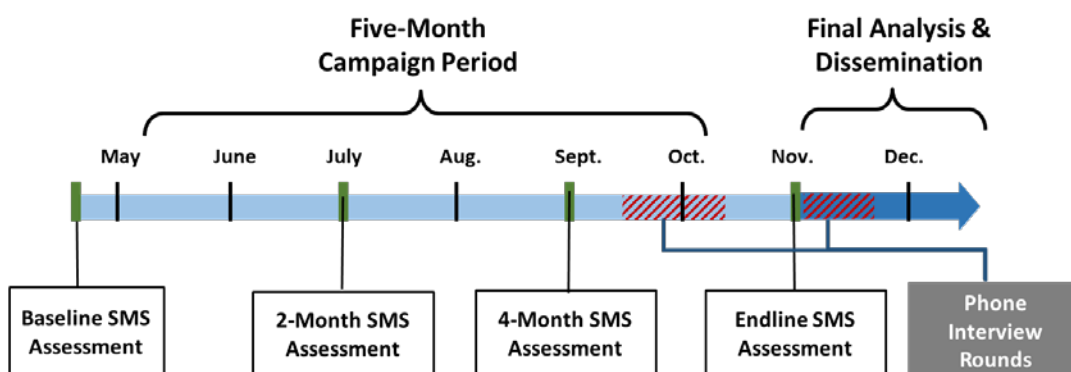 Five-Month
Campaign Period
Final Analysis &
Dissemination
May
June
July
Aug.
Sept.
Oct.
Nov.
Dec.
Baseline SMS
Assessment
2-Month SMS
Assessment
4-Month SMS
Assessment
Endline SMS
Assessment
Phone
Interview
Rounds